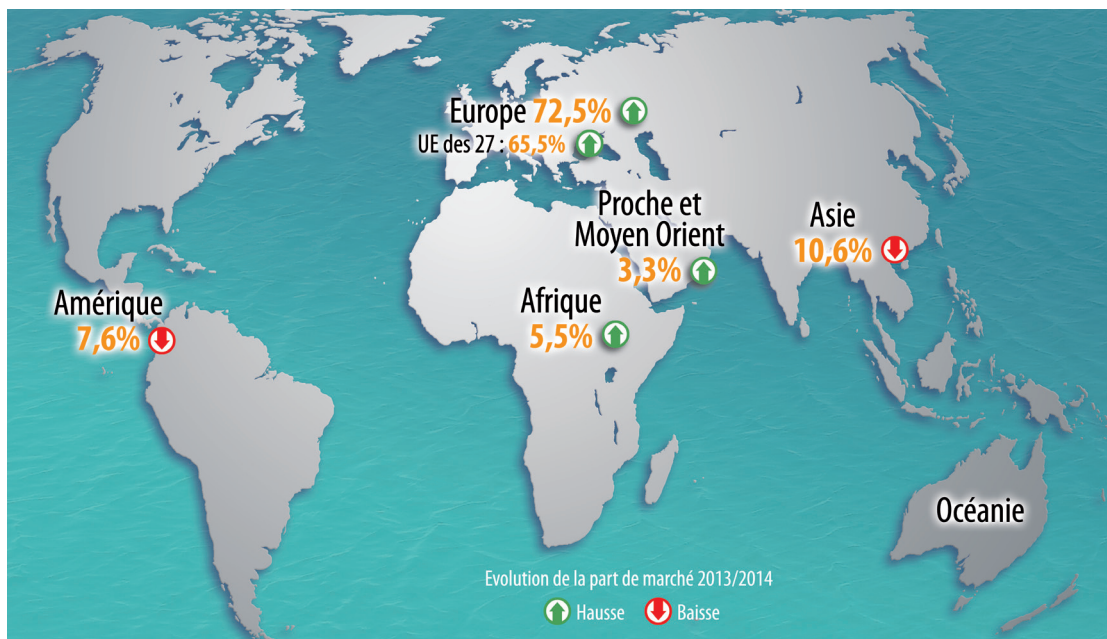 Europe 72,5%
UE des 27 : 65,5%
Proche et
Moyen Orient
3,3%
Asie
10,6%
Amérique
7,6%
Afrique
5,5%
Océanie
Evolution de la part de marché 2013/2014
Hausse Baisse